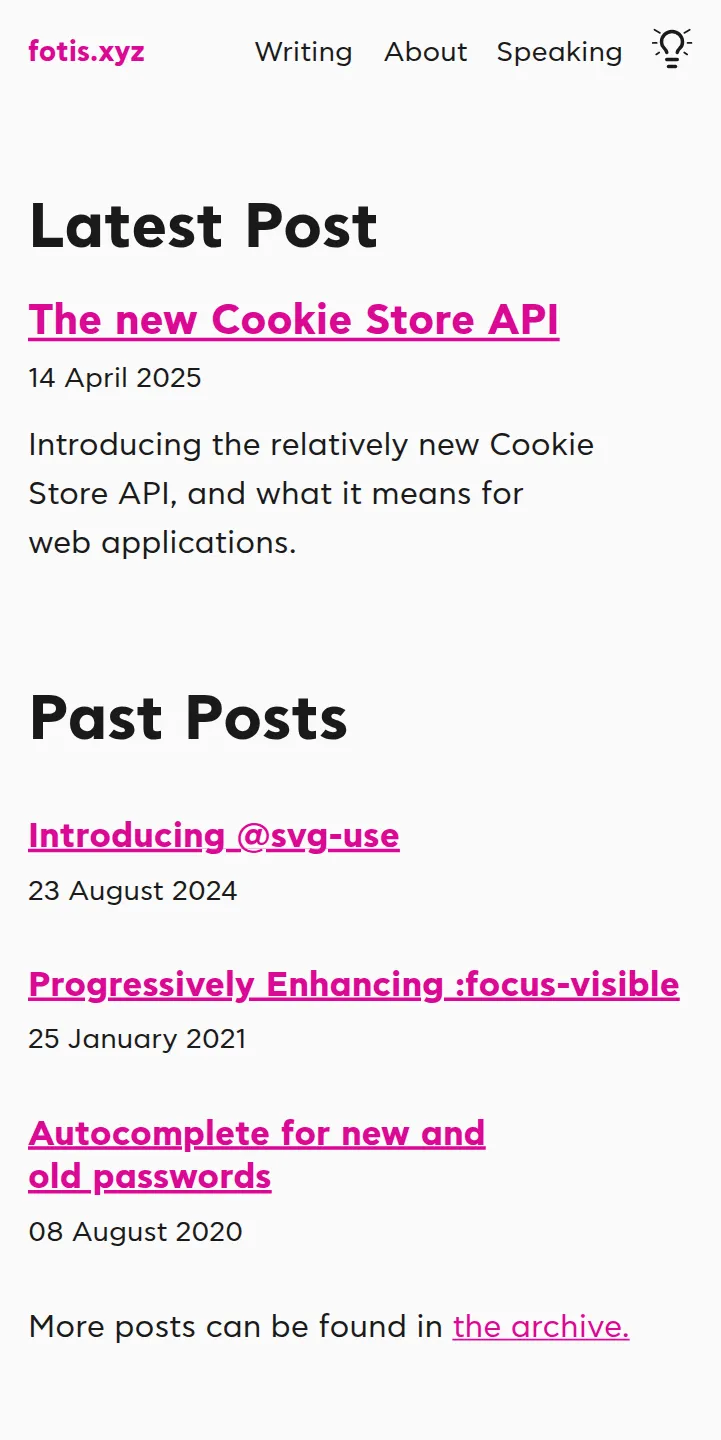 fotis.xyz Writing About Speaking
Latest Post
The new Cookie Store API
14 April 2025
Introducing the relatively new Cookie
Store API, and what it means for
web applications.
Past Posts
Introducing @svg-use
23 August 2024
Progressively Enhancing :focus-visible
25 January 2021
Autocomplete for new and
old passwords
08 August 2020
More posts can be found in the archive.